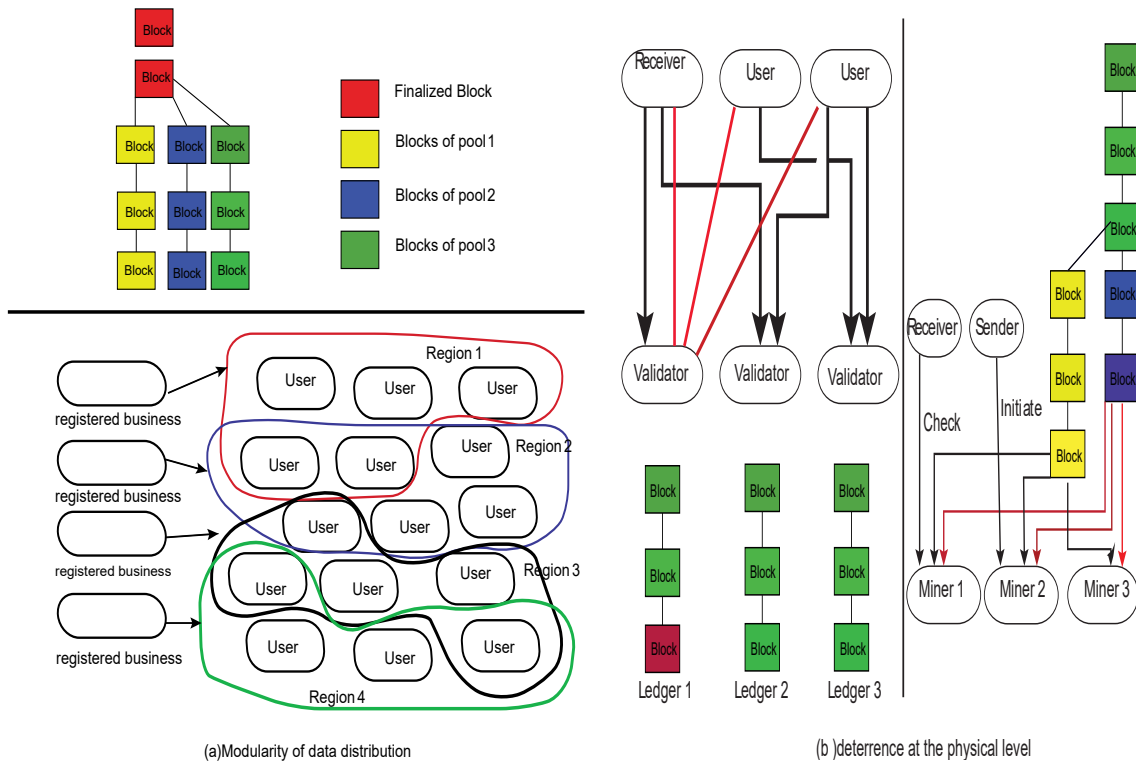 Block
Block
Block Block Block
Block Block Block
Block Block Block
Finalized Block
Blocks of pool 1
Blocks of pool 2
Blocks of pool 3
registered business
registered business
registered business
registered business
Region 1
User User User
Region 2
User User User
User User User
Region 3
User User User
User User User
Region 4
(a)Modularity of data distribution
Receiver User User
Validator Validator Validator
Block Block Block
Block Block Block
Block Block Block
Ledger 1 Ledger 2 Ledger 3
Block
Block
Block
Block Block
Block Block
Block
Receiver Sender
Check Initiate
Miner 1 Miner 2 Miner 3
(b )deterrence at the physical level